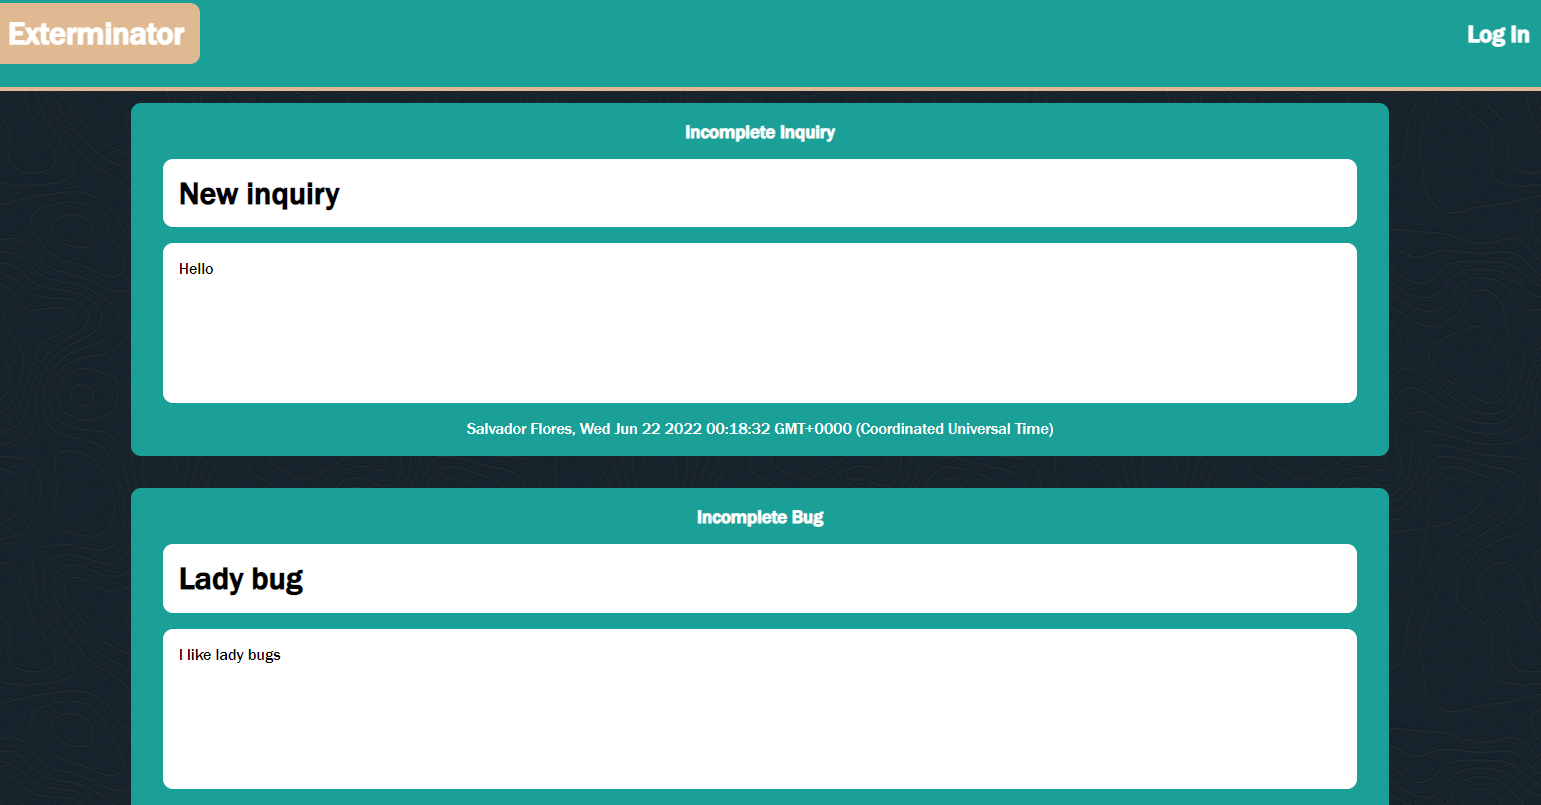 Exterminator
Log In
Incomplete Inquiry
New inquiry
Hello
Salvador Flores, Wed Jun 22 2022 00:18:32 GMT+0000 (Coordinated Universal Time)
Incomplete Bug
Lady bug
I like lady bugs